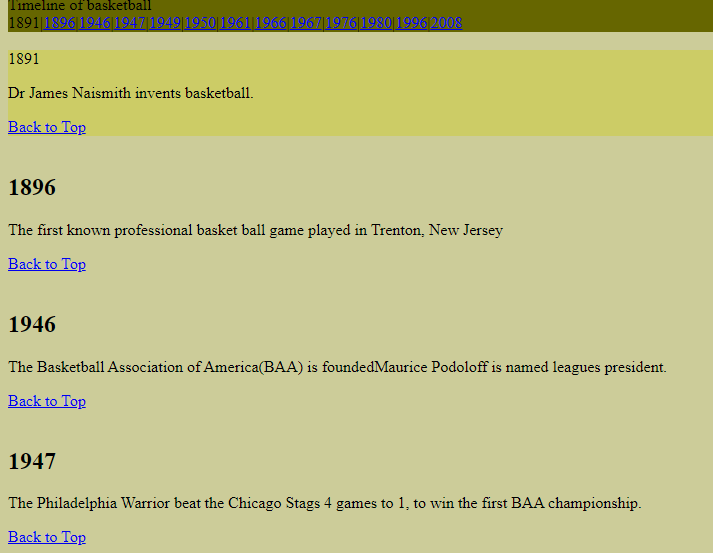 Timeline of basketball
1891|1896|1946|1947|1949|1950|1961|1966|1967|1976|1980|1996|2008
1891
Dr James Naismith invents basketball.
Back to Top
1896
The first known professional basket ball game played in Trenton, New Jersey
Back to Top
1946
The Basketball Association of America(BAA) is foundedMaurice Podoloff is named leagues president.
Back to Top
1947
The Philadelphia Warrior beat the Chicago Stags 4 games to 1, to win the first BAA championship.
Back to Top